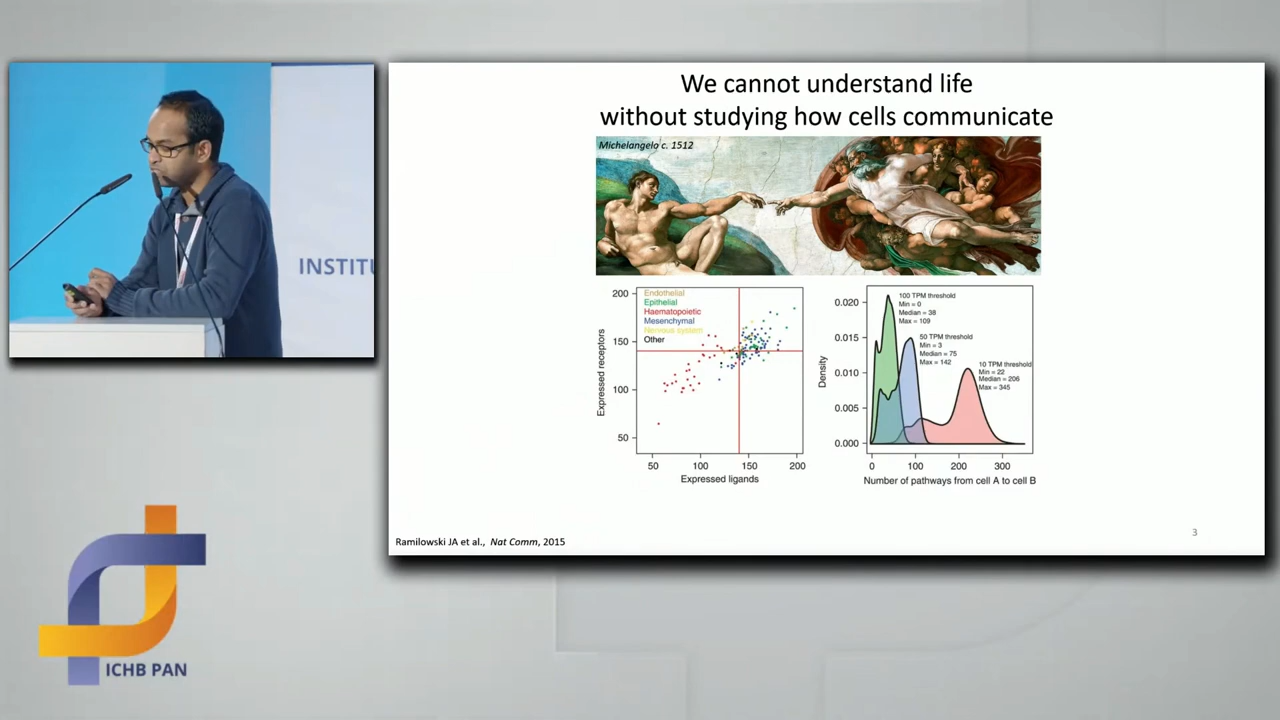 INSTITU
We cannot understand life
without studying how cells communicate
Michelangelo c. 1512
Endothelial
Epithelial
Haematopoietic
Mesenchymal
Nervous system
Other
200
150
100
50
Expressed receptors
50
100
150
200
Expressed ligands
0.020
0.015
0.010
0.005
0.000
Density
100 TPM threshold
Min = 0
Median = 38
Max = 109
50 TPM threshold
Min = 3
Median = 75
Max = 142
10 TPM threshold
Min = 22
Median = 206
Max = 345
0
100
200
300
Number of pathways from cell A to cell B
Ramilowski JA et al., Nat Comm, 2015
3
ICHB PAN